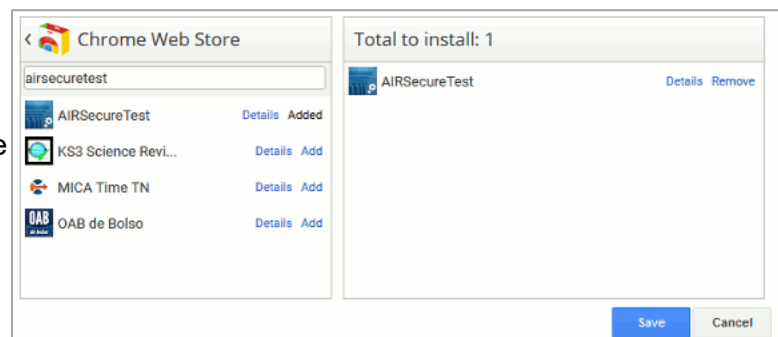 ‹ Chrome Web Store
airsecuretest
AIRSecureTest Details Added
e
KS3 Science Revi... Details Add
MICA Time TN Details Add
OAB de Bolso Details Add
OAB
Total to install: 1
AIRSecureTest Details Remove
Save Cancel